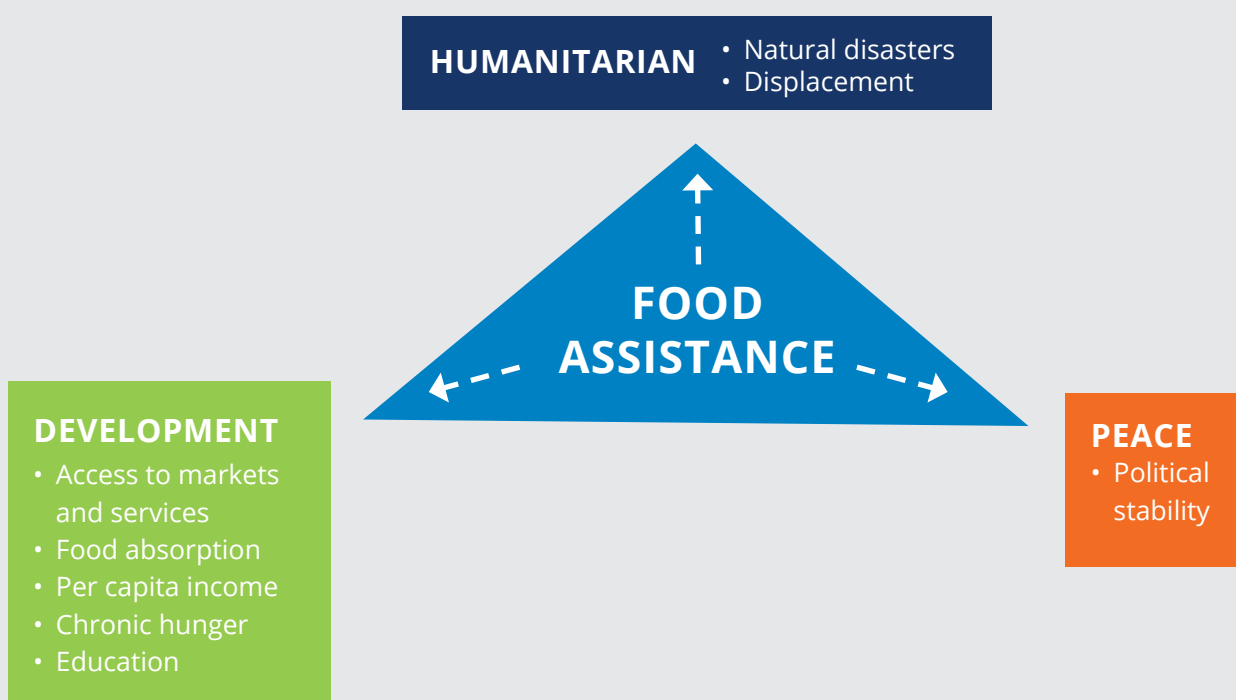 HUMANITARIAN
• Natural disasters
• Displacement
FOOD
ASSISTANCE
DEVELOPMENT
• Access to markets
and services
• Food absorption
• Per capita income
• Chronic hunger
• Education
PEACE
• Political
stability